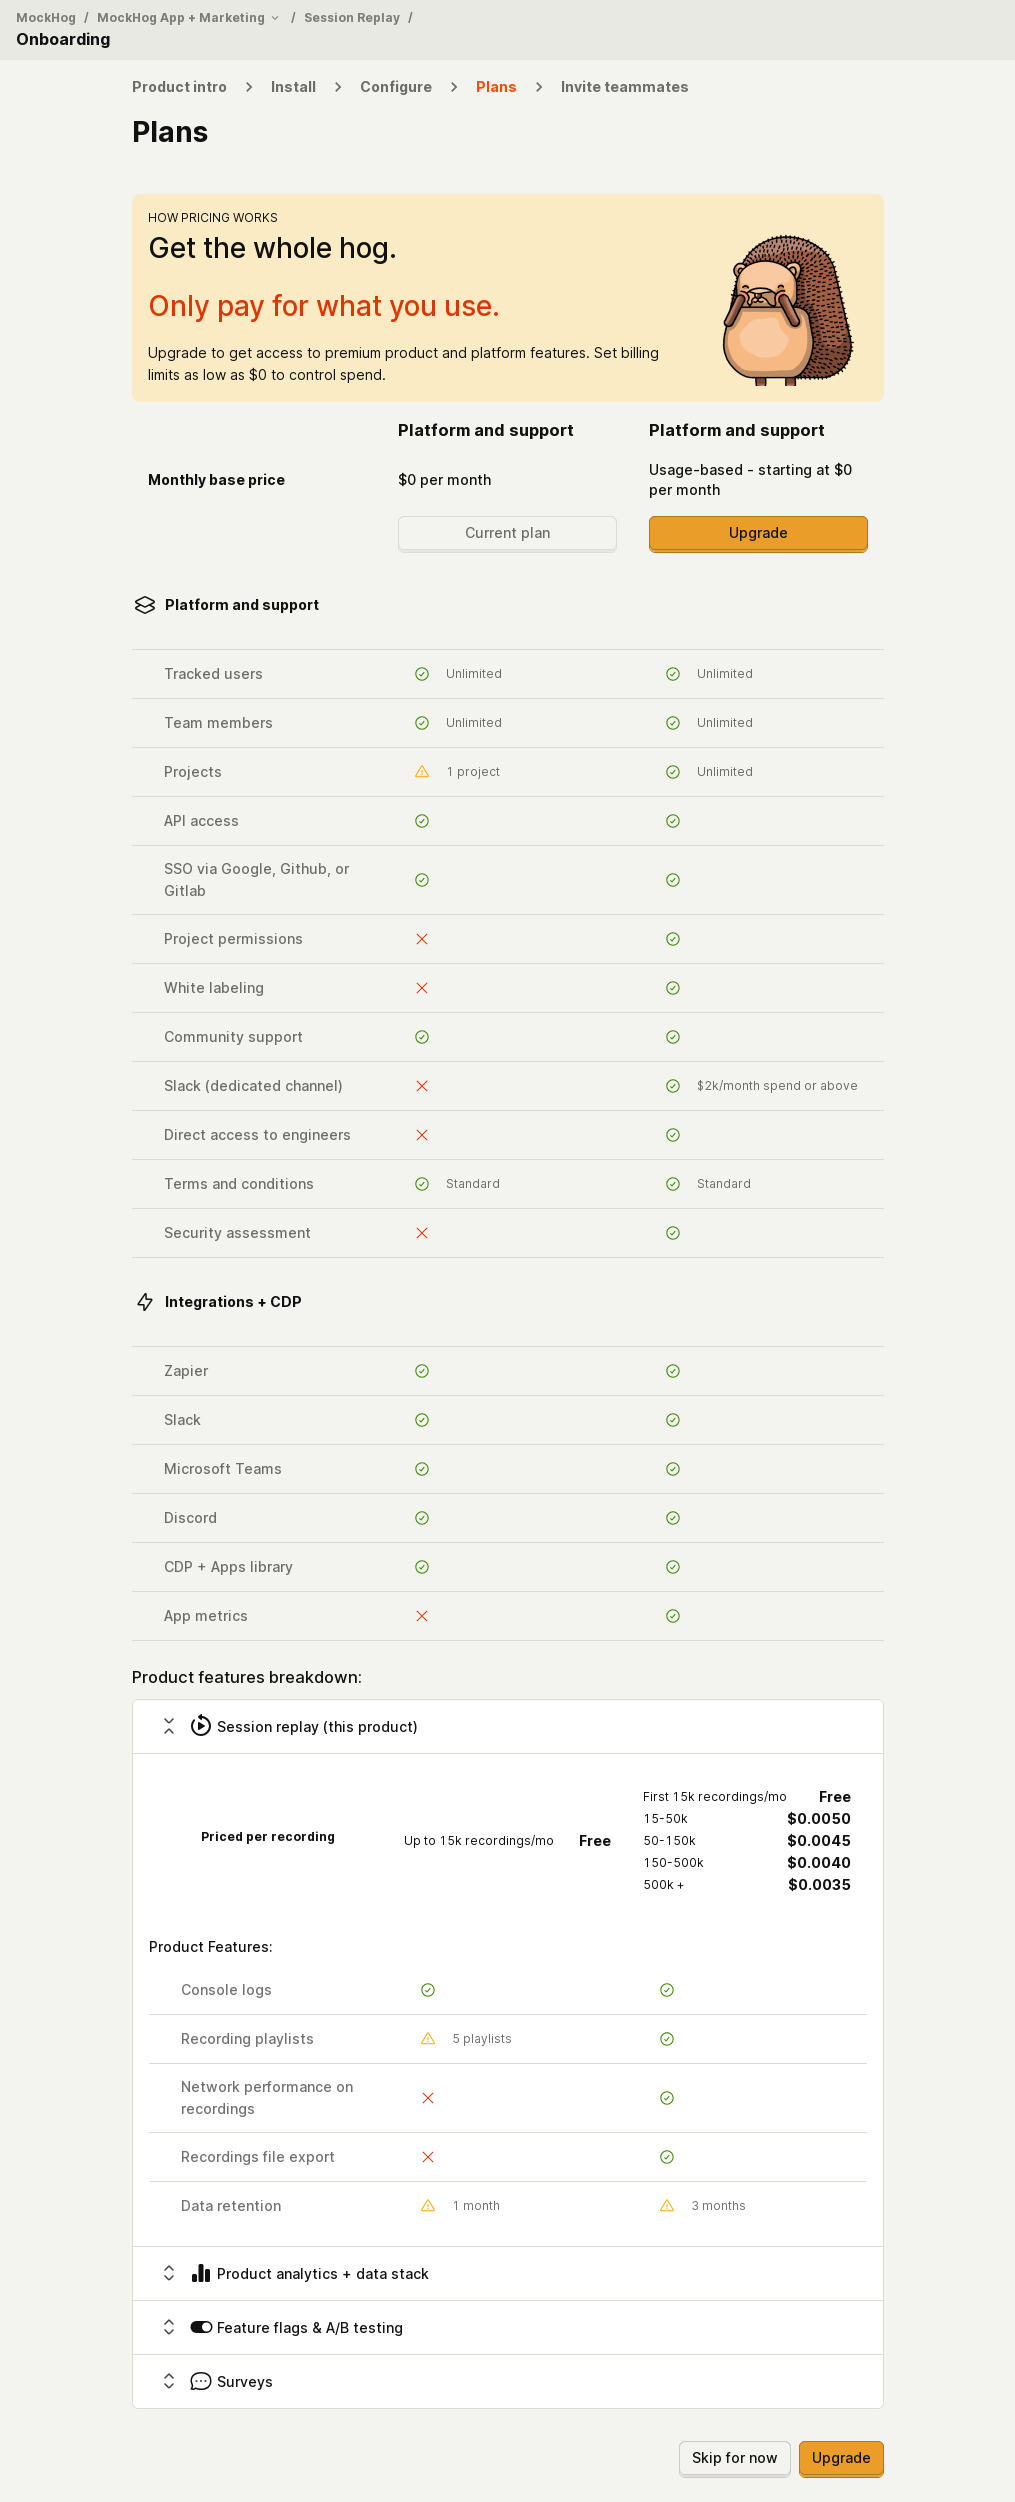 MockHog / MockHog App + Marketing / Session Replay /
Onboarding
Product intro > Install > Configure > Plans > Invite teammates
Plans
HOW PRICING WORKS
Get the whole hog.
Only pay for what you use.
Upgrade to get access to premium product and platform features. Set billing
limits as low as $0 to control spend.
Platform and support Platform and support
Monthly base price $0 per month Usage-based - starting at $0
per month
Current plan Upgrade
Platform and support
Tracked users Unlimited Unlimited
Team members Unlimited Unlimited
Projects 1 project Unlimited
API access
SSO via Google, Github, or
Gitlab
Project permissions
White labeling
Community support
Slack (dedicated channel) $2k/month spend or above
Direct access to engineers
Terms and conditions Standard Standard
Security assessment
Integrations + CDP
Zapier
Slack
Microsoft Teams
Discord
CDP + Apps library
App metrics
Product features breakdown:
Session replay (this product)
Priced per recording
Up to 15k recordings/mo Free
First 15k recordings/mo Free
15-50k $0.0050
50-150k $0.0045
150-500k $0.0040
500k + $0.0035
Product Features:
Console logs
Recording playlists 5 playlists
Network performance on
recordings
Recordings file export
Data retention 1 month 3 months
Product analytics + data stack
Feature flags & A/B testing
Surveys
Skip for now Upgrade